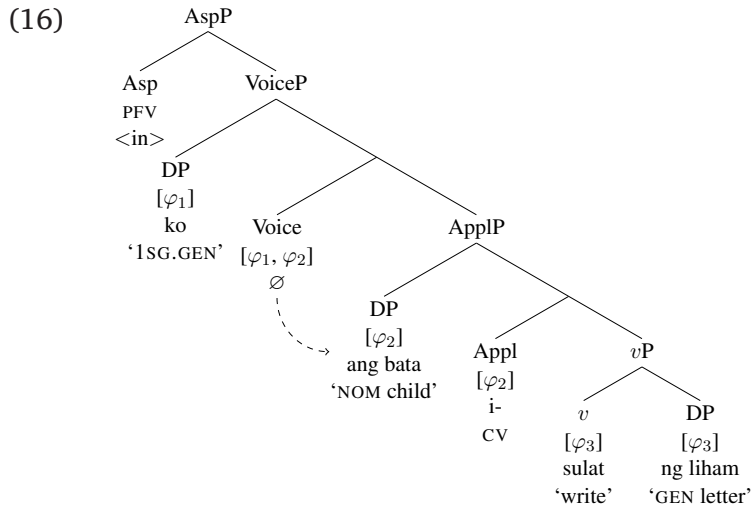 (16)
AspP
Asp VoiceP
PFV
<in>
DP
[φ1]
ko
‘1SG.GEN’
Voice ApplP
[φ1, φ2]
∅
DP
[φ2]
ang bata
‘NOM child’
Appl vP
[φ2]
i-
CV
v DP
[φ3] [φ3]
sulat ng liham
‘write’ ‘GEN letter’